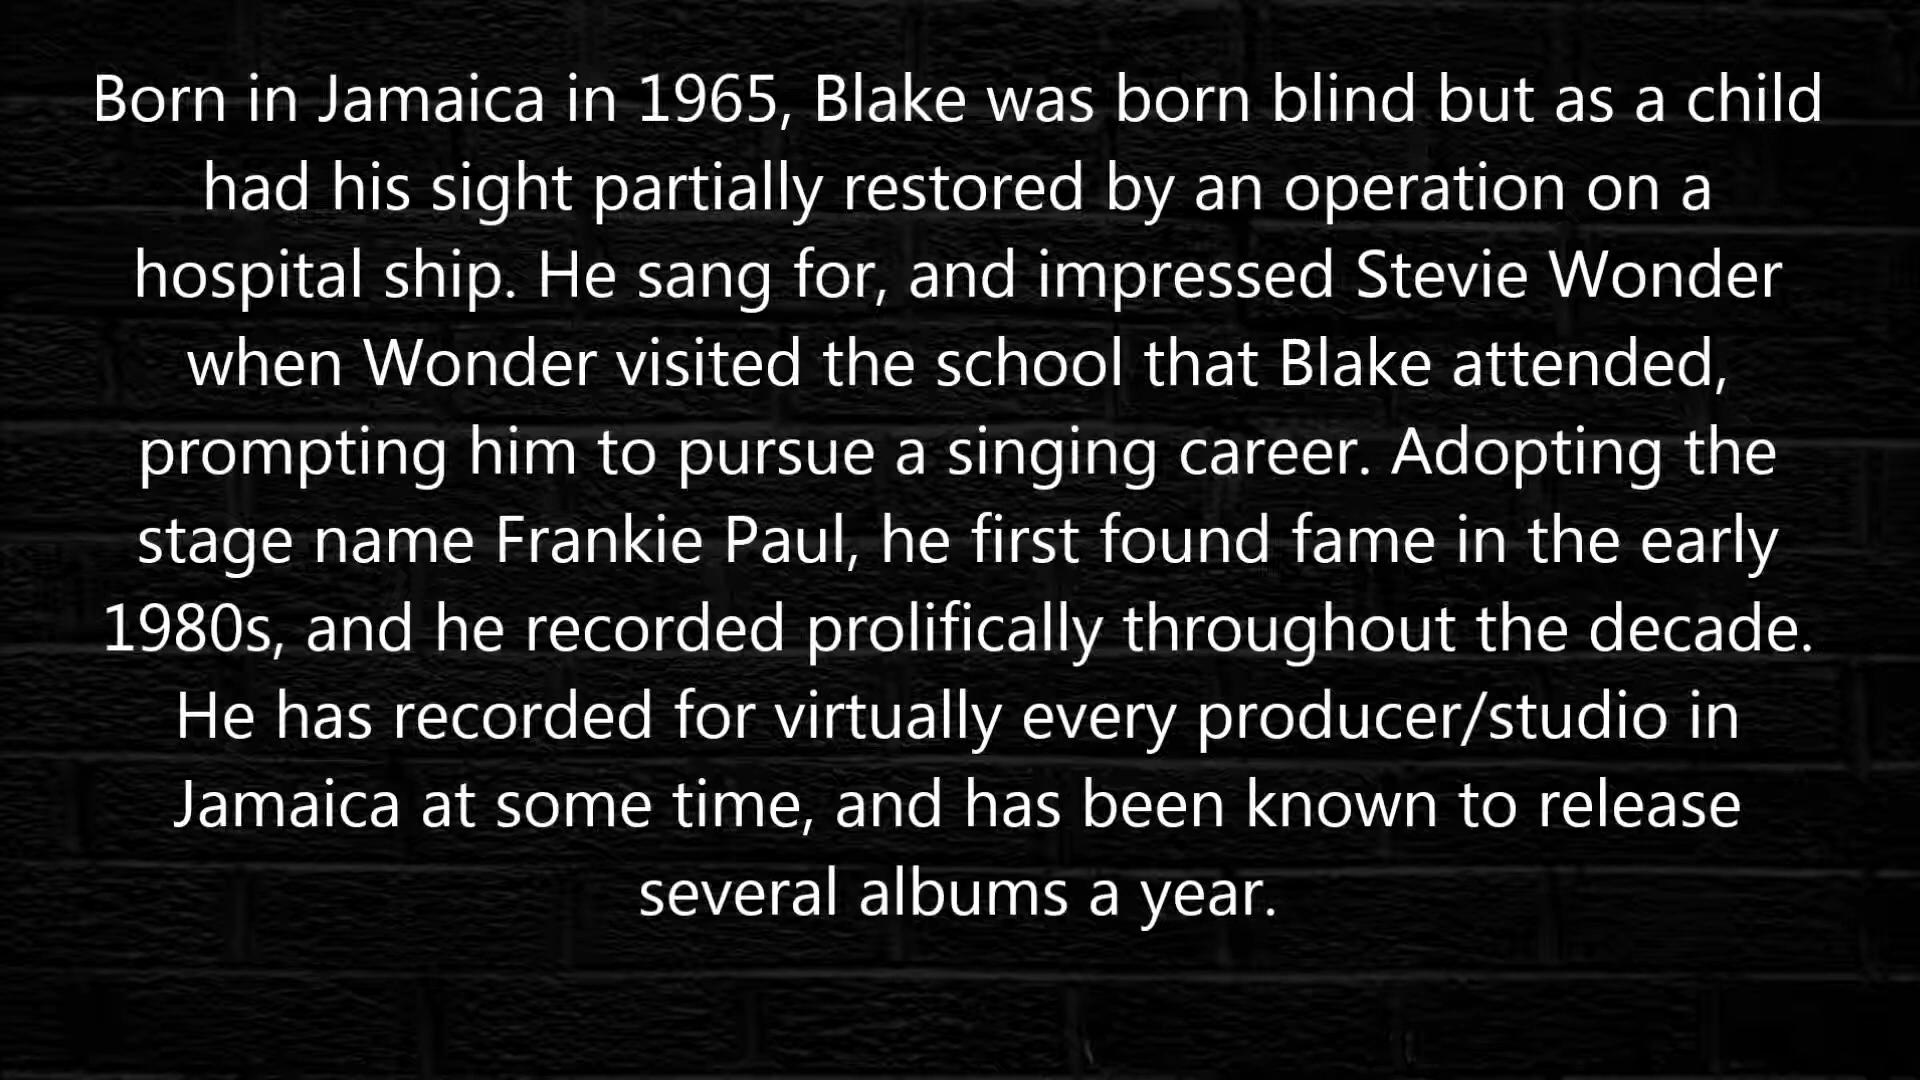 Born in Jamaica in 1965, Blake was born blind but as a child
had his sight partially restored by an operation on a
hospital ship. He sang for, and impressed Stevie Wonder
when Wonder visited the school that Blake attended,
prompting him to pursue a singing career. Adopting the
stage name Frankie Paul, he first found fame in the early
1980s, and he recorded prolifically throughout the decade.
He has recorded for virtually every producer/studio in
Jamaica at some time, and has been known to release
several albums a year.